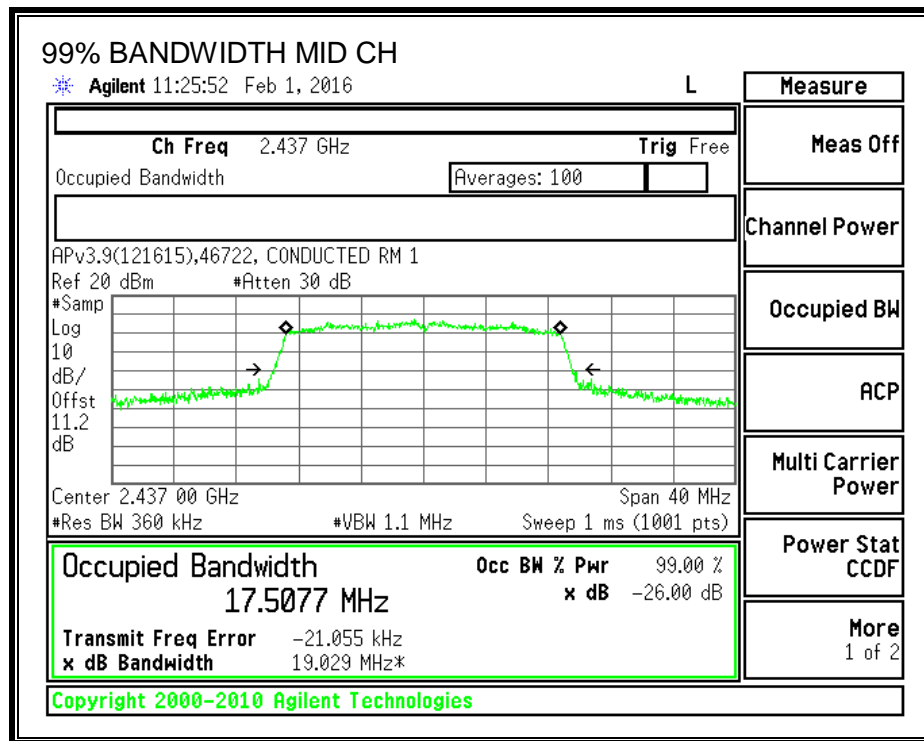 99% BANDWIDTH MID CH
Agilent 11:25:52 Feb 1, 2016 L
Measure
Ch Freq 2.437 GHz Trig Free
Meas Off
Occupied Bandwidth Averages: 100
Channel Power
APv3.9(121615),46722, CONDUCTED RM 1
Ref 20 dBm #Atten 30 dB
#Samp
Log
10
dB/
Offst
11.2
dB
Occupied BW
ACP
Multi Carrier
Power
Center 2.437 00 GHz Span 40 MHz
#Res BW 360 kHz #VBW 1.1 MHz Sweep 1 ms (1001 pts)
Power Stat
CCDF
Occupied Bandwidth Occ BW % Pwr 99.00 %
17.5077 MHz x dB -26.00 dB
Transmit Freq Error -21.055 kHz
x dB Bandwidth 19.029 MHz*
More
1 of 2
Copyright 2000-2010 Agilent Technologies